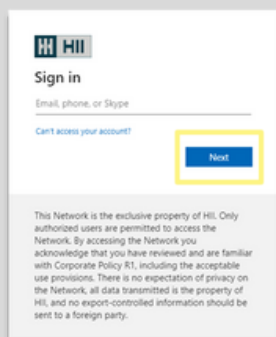 HII
Sign in
Email, phone, or Skype
Can't access your account?
Next
This Network is the exclusive property of HII. Only
authorized users are permitted to access the
Network. By accessing the Network you
acknowledge that you have reviewed and are familiar
with Corporate Policy R1, including the acceptable
use provisions. There is no expectation of privacy on
the Network, all data transmitted is the property of
HII, and no export-controlled information should be
sent to a foreign party.